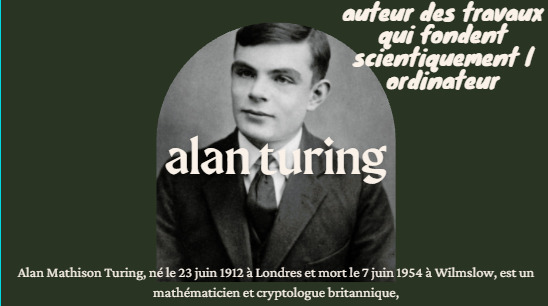 auteur des travaux
qui fondent
scientiquement l
ordinateur
alan turing
Alan Mathison Turing, né le 23 juin 1912 à Londres et mort le 7 juin 1954 à Wilmslow, est un
mathématicien et cryptologue britannique,